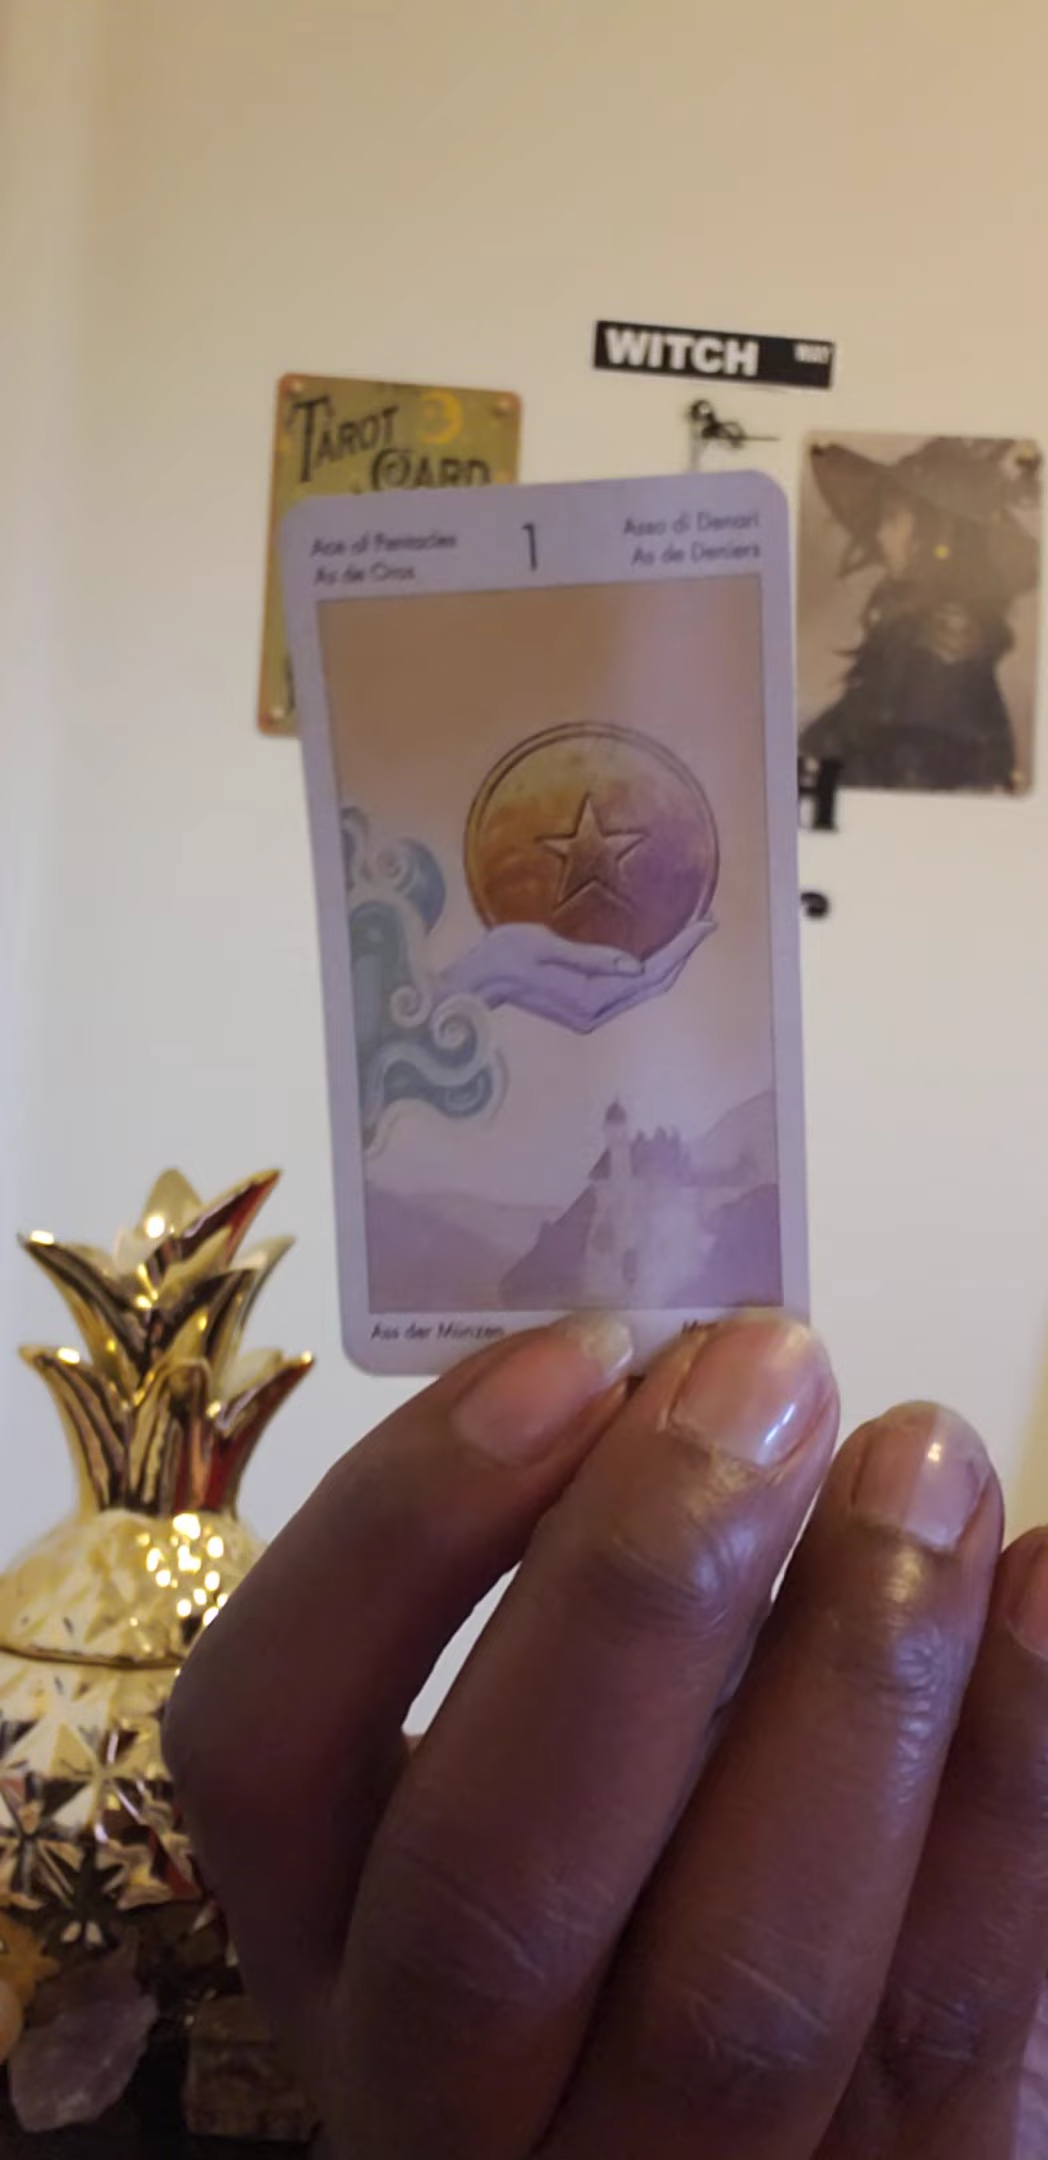 WITCH WAY?
TAROT
CARD
Ace of Pentacles
As de Oros
1
Asso di Denari
As de Deniers
H
Ass der Münzen